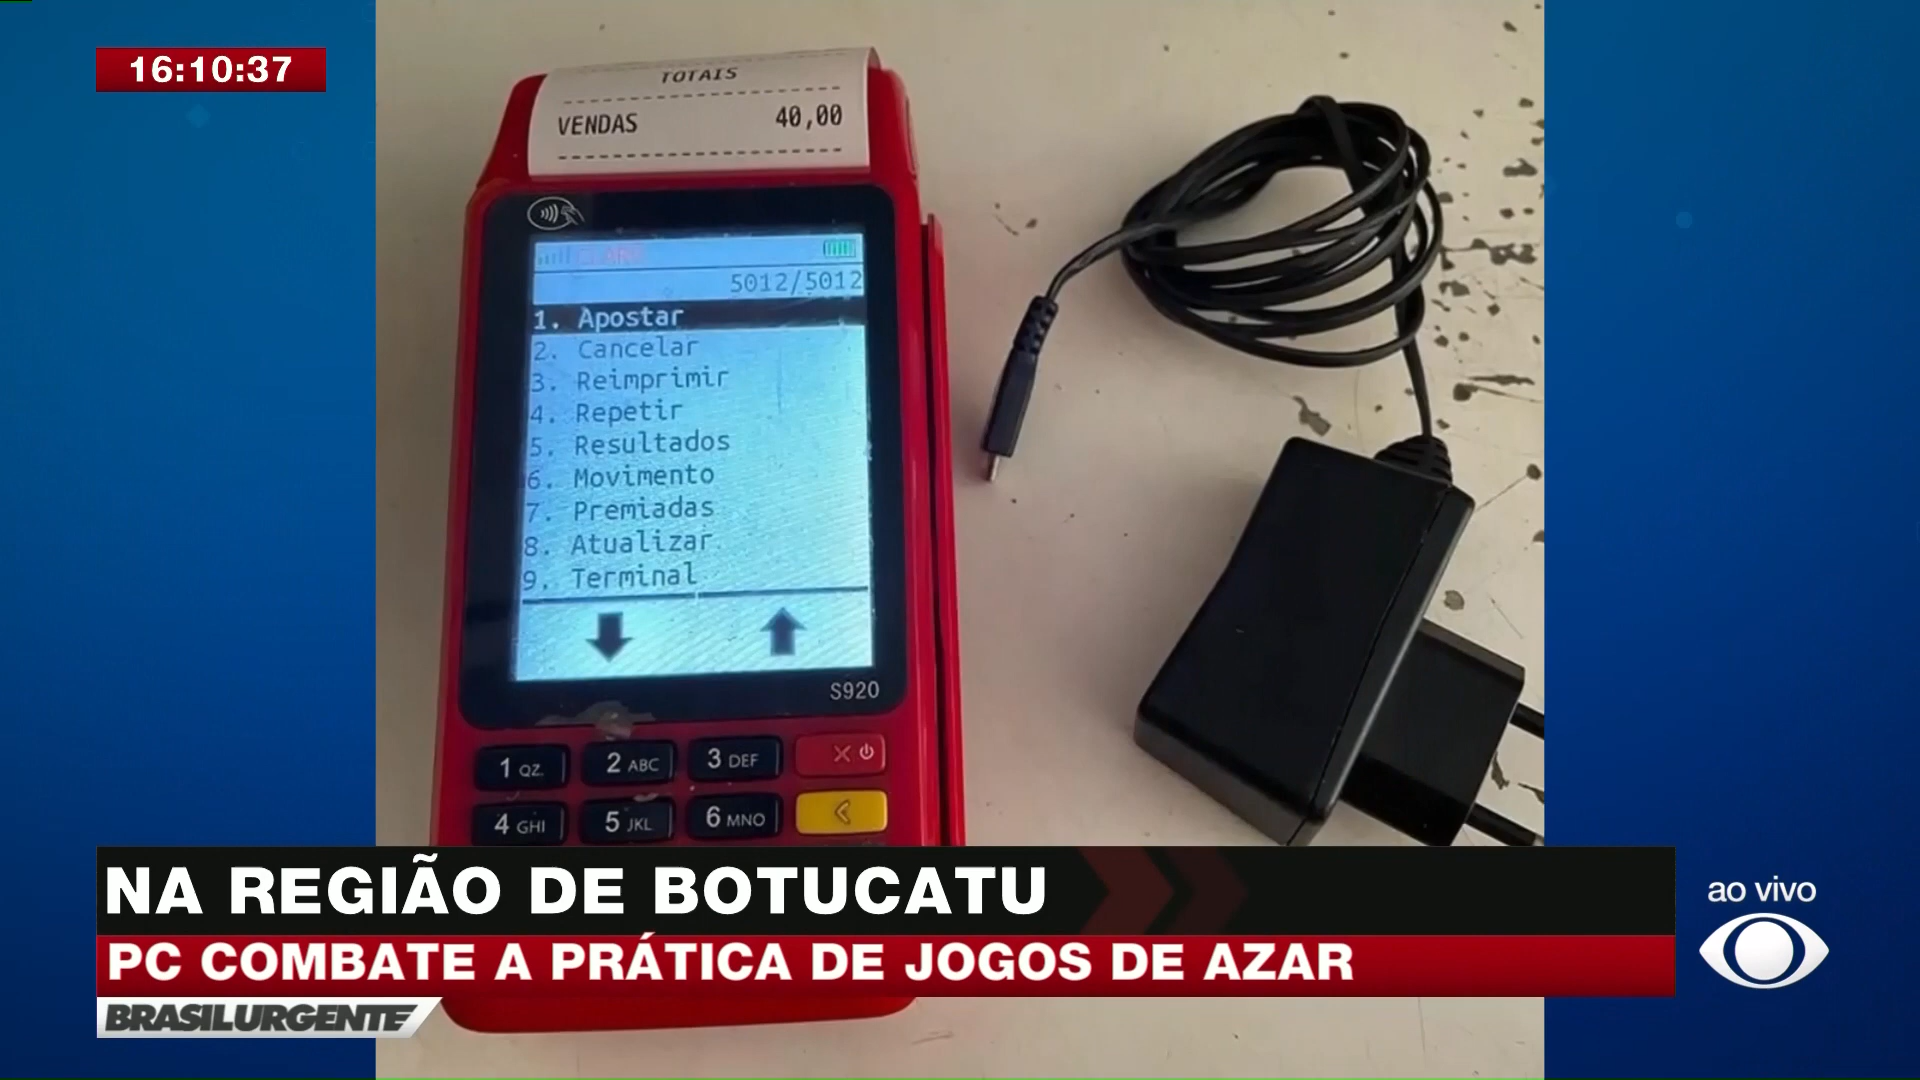 16:10:37
TOTAIS
VENDAS 40,00
5012/5012
1. Apostar
2. Cancelar
3. Reimprimir
4. Repetir
5. Resultados
6. Movimento
7. Premiadas
8. Atualizar
9. Terminal
S920
1 QZ. 2 ABC 3 DEF
4 GHI 5 JKL 6 MNO
NA REGIÃO DE BOTUCATU
PC COMBATE A PRÁTICA DE JOGOS DE AZAR
BRASILURGENTE
ao vivo